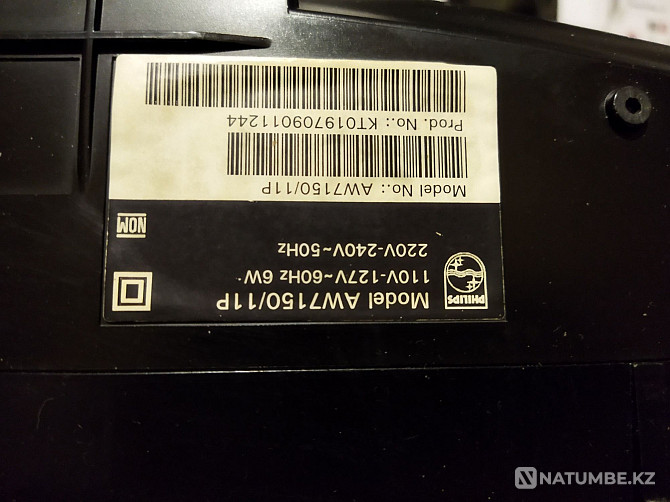 PHILIPS
Model AW7150/11P
110V-127V~60Hz 6W
220V-240V~50Hz
NOM
Model No.: AW7150/11P
Prod. No.: KT019709011244
NATUMBE.KZ